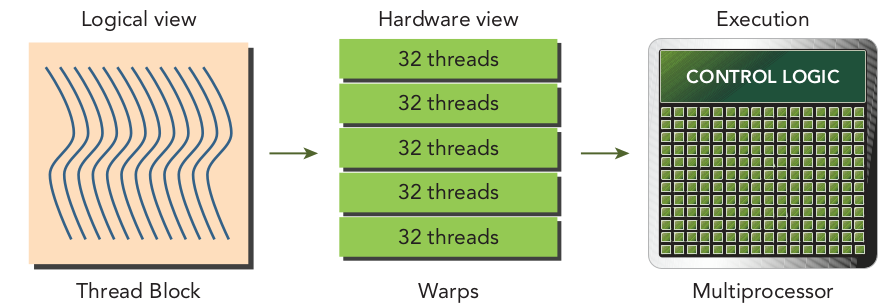 Logical view
Hardware view
Execution
32 threads
32 threads
32 threads
32 threads
32 threads
CONTROL LOGIC
Thread Block
Warps
Multiprocessor